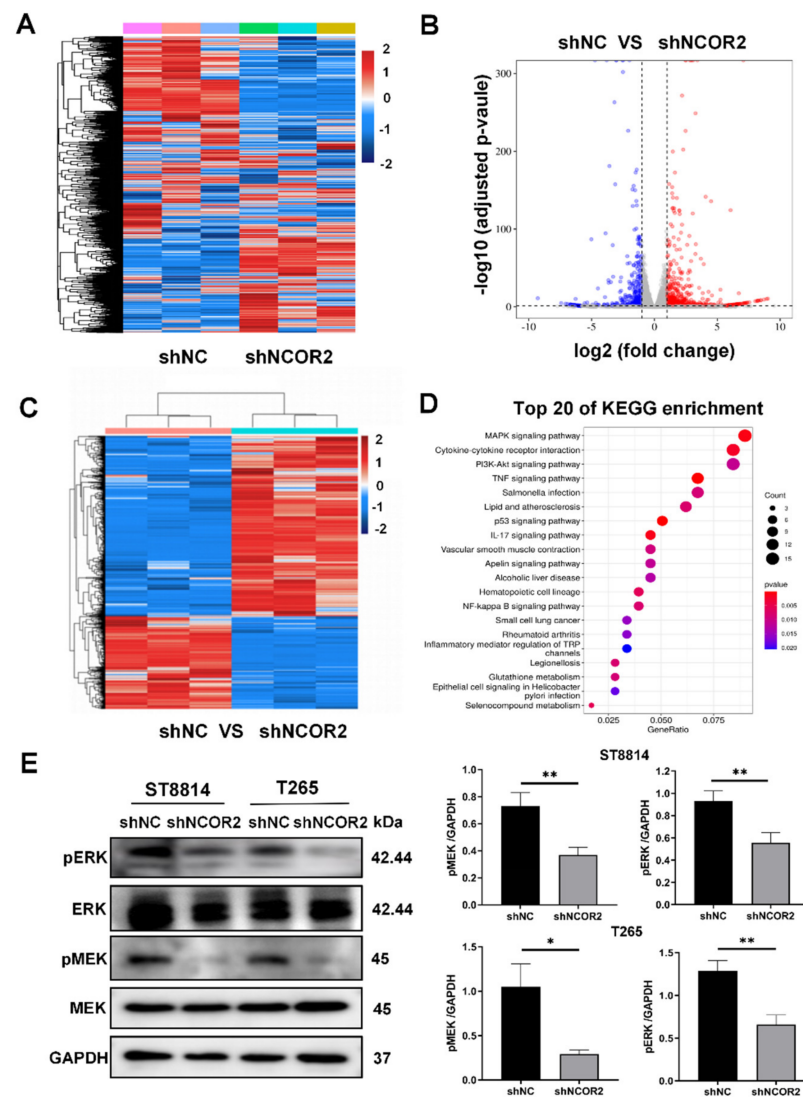 A
2
1
0
-1
-2
shNC shNCOR2
B
shNC VS shNCOR2
-log10 (adjusted p-vaule)
300
200
100
0
-10 -5 0 5 10
log2 (fold change)
C
2
1
0
-1
-2
shNC VS shNCOR2
D
Top 20 of KEGG enrichment
MAPK signaling pathway
Cytokine-cytokine receptor interaction
PI3K-Akt signaling pathway
TNF signaling pathway
Salmonella infection
Lipid and atherosclerosis
p53 signaling pathway
IL-17 signaling pathway
Vascular smooth muscle contraction
Apelin signaling pathway
Alcoholic liver disease
Hematopoietic cell lineage
NF-kappa B signaling pathway
Small cell lung cancer
Rheumatoid arthritis
Inflammatory mediator regulation of TRP
channels
Legionellosis
Glutathione metabolism
Epithelial cell signaling in Helicobacter
pylori infection
Selenocompound metabolism
0.025 0.050 0.075
GeneRatio
Count
3
6
9
12
15
pvalue
0.005
0.010
0.015
0.020
E
ST8814 T265
shNC shNCOR2 shNC shNCOR2 kDa
pERK 42.44
ERK 42.44
pMEK 45
MEK 45
GAPDH 37
ST8814
pMEK /GAPDH
1.0
0.8
0.6
0.4
0.2
0.0
**
shNC shNCOR2
pERK /GAPDH
1.5
1.0
0.5
0.0
**
shNC shNCOR2
T265
pMEK /GAPDH
1.5
1.0
0.5
0.0
*
shNC shNCOR2
pERK /GAPDH
1.5
1.0
0.5
0.0
**
shNC shNCOR2